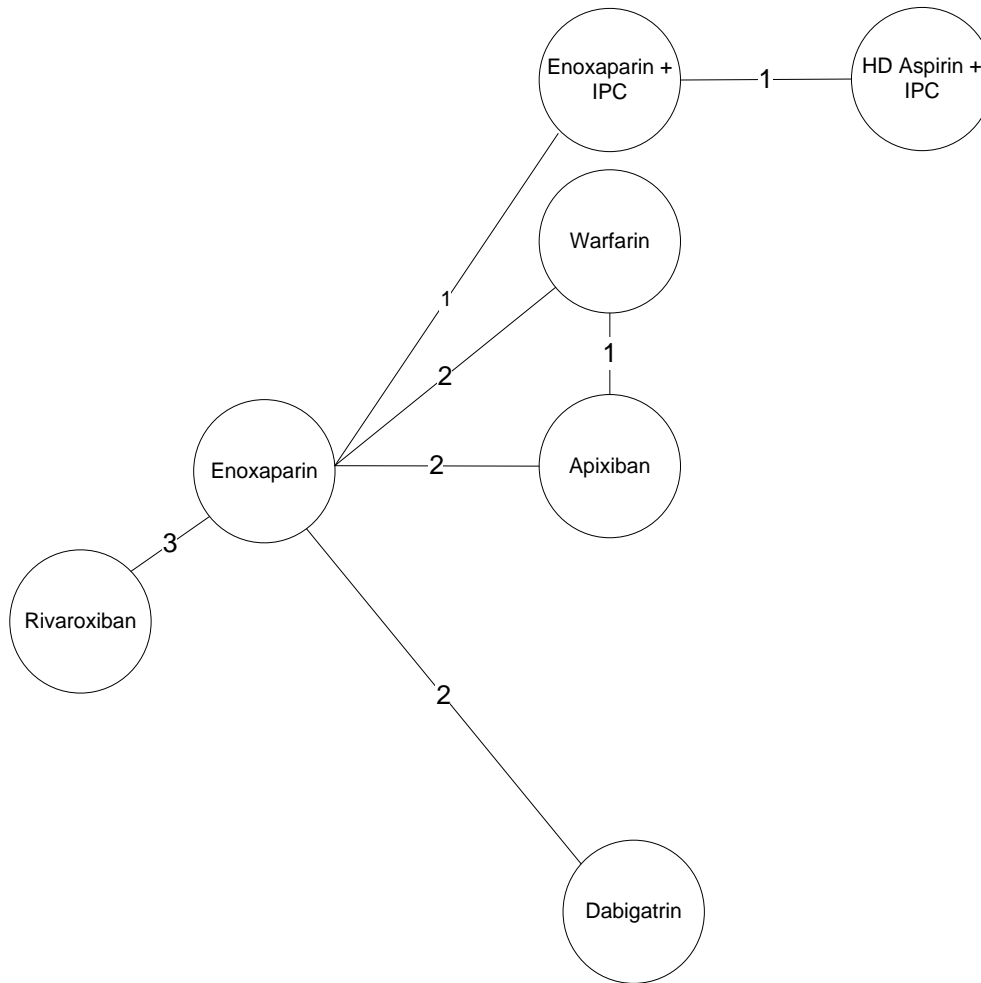 Enoxaparin +
IPC
1
HD Aspirin +
IPC
Warfarin
1
1
2
Enoxaparin
2
Apixiban
3
Rivaroxiban
2
Dabigatrin